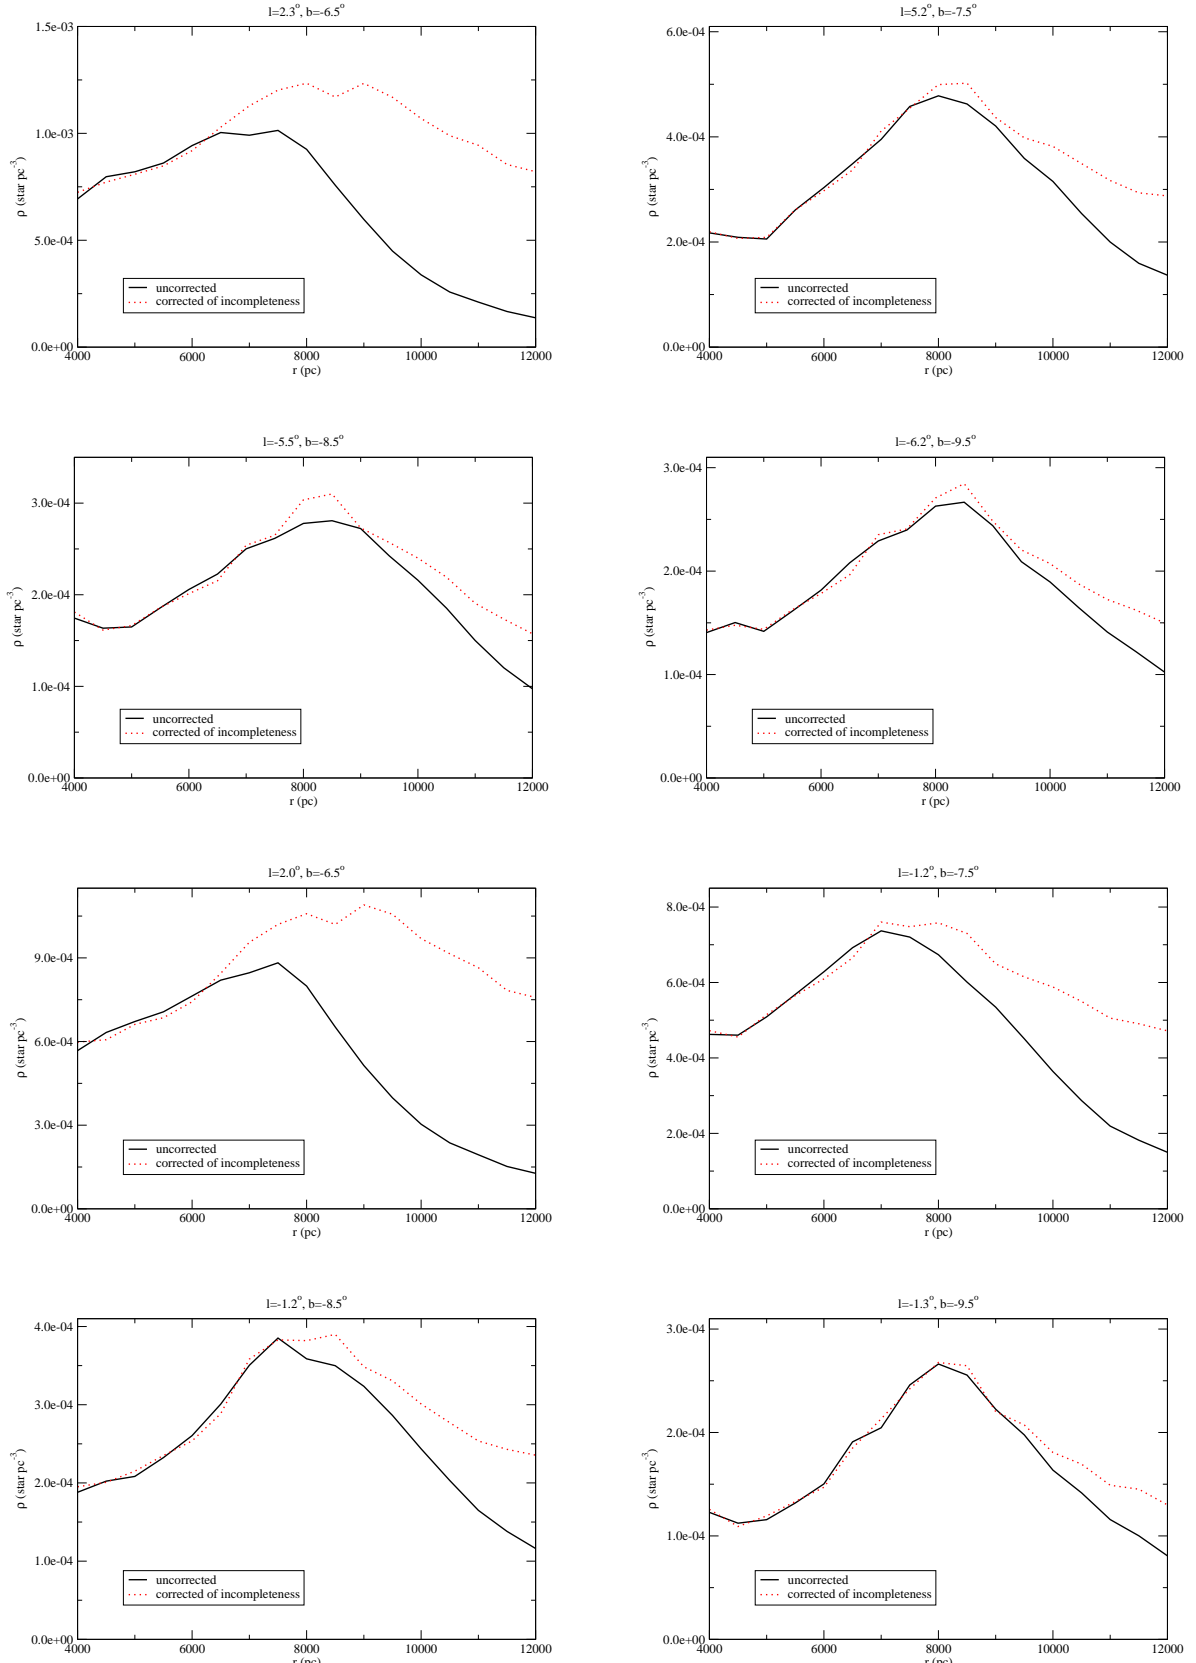 l=2.3°, b=-6.5°
1.5e-03
1.0e-03
5.0e-04
0.0e+00
ρ (star pc-3)
uncorrected
corrected of incompleteness
4000 6000 8000 10000 12000
r (pc)
l=5.2°, b=-7.5°
6.0e-04
4.0e-04
2.0e-04
0.0e+00
ρ (star pc-3)
uncorrected
corrected of incompleteness
4000 6000 8000 10000 12000
r (pc)
l=-5.5°, b=-8.5°
3.0e-04
2.0e-04
1.0e-04
0.0e+00
ρ (star pc-3)
uncorrected
corrected of incompleteness
4000 6000 8000 10000 12000
r (pc)
l=-6.2°, b=-9.5°
3.0e-04
2.0e-04
1.0e-04
0.0e+00
ρ (star pc-3)
uncorrected
corrected of incompleteness
4000 6000 8000 10000 12000
r (pc)
l=2.0°, b=-6.5°
9.0e-04
6.0e-04
3.0e-04
0.0e+00
ρ (star pc-3)
uncorrected
corrected of incompleteness
4000 6000 8000 10000 12000
r (pc)
l=-1.2°, b=-7.5°
8.0e-04
6.0e-04
4.0e-04
2.0e-04
0.0e+00
ρ (star pc-3)
uncorrected
corrected of incompleteness
4000 6000 8000 10000 12000
r (pc)
l=-1.2°, b=-8.5°
4.0e-04
3.0e-04
2.0e-04
1.0e-04
0.0e+00
ρ (star pc-3)
uncorrected
corrected of incompleteness
4000 6000 8000 10000 12000
r (pc)
l=-1.3°, b=-9.5°
3.0e-04
2.0e-04
1.0e-04
0.0e+00
ρ (star pc-3)
uncorrected
corrected of incompleteness
4000 6000 8000 10000 12000
r (pc)